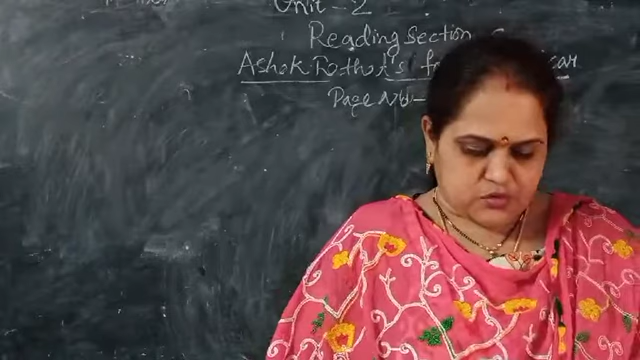 Unit - 2
Reading Section
Ashok Rathod's
Page No -